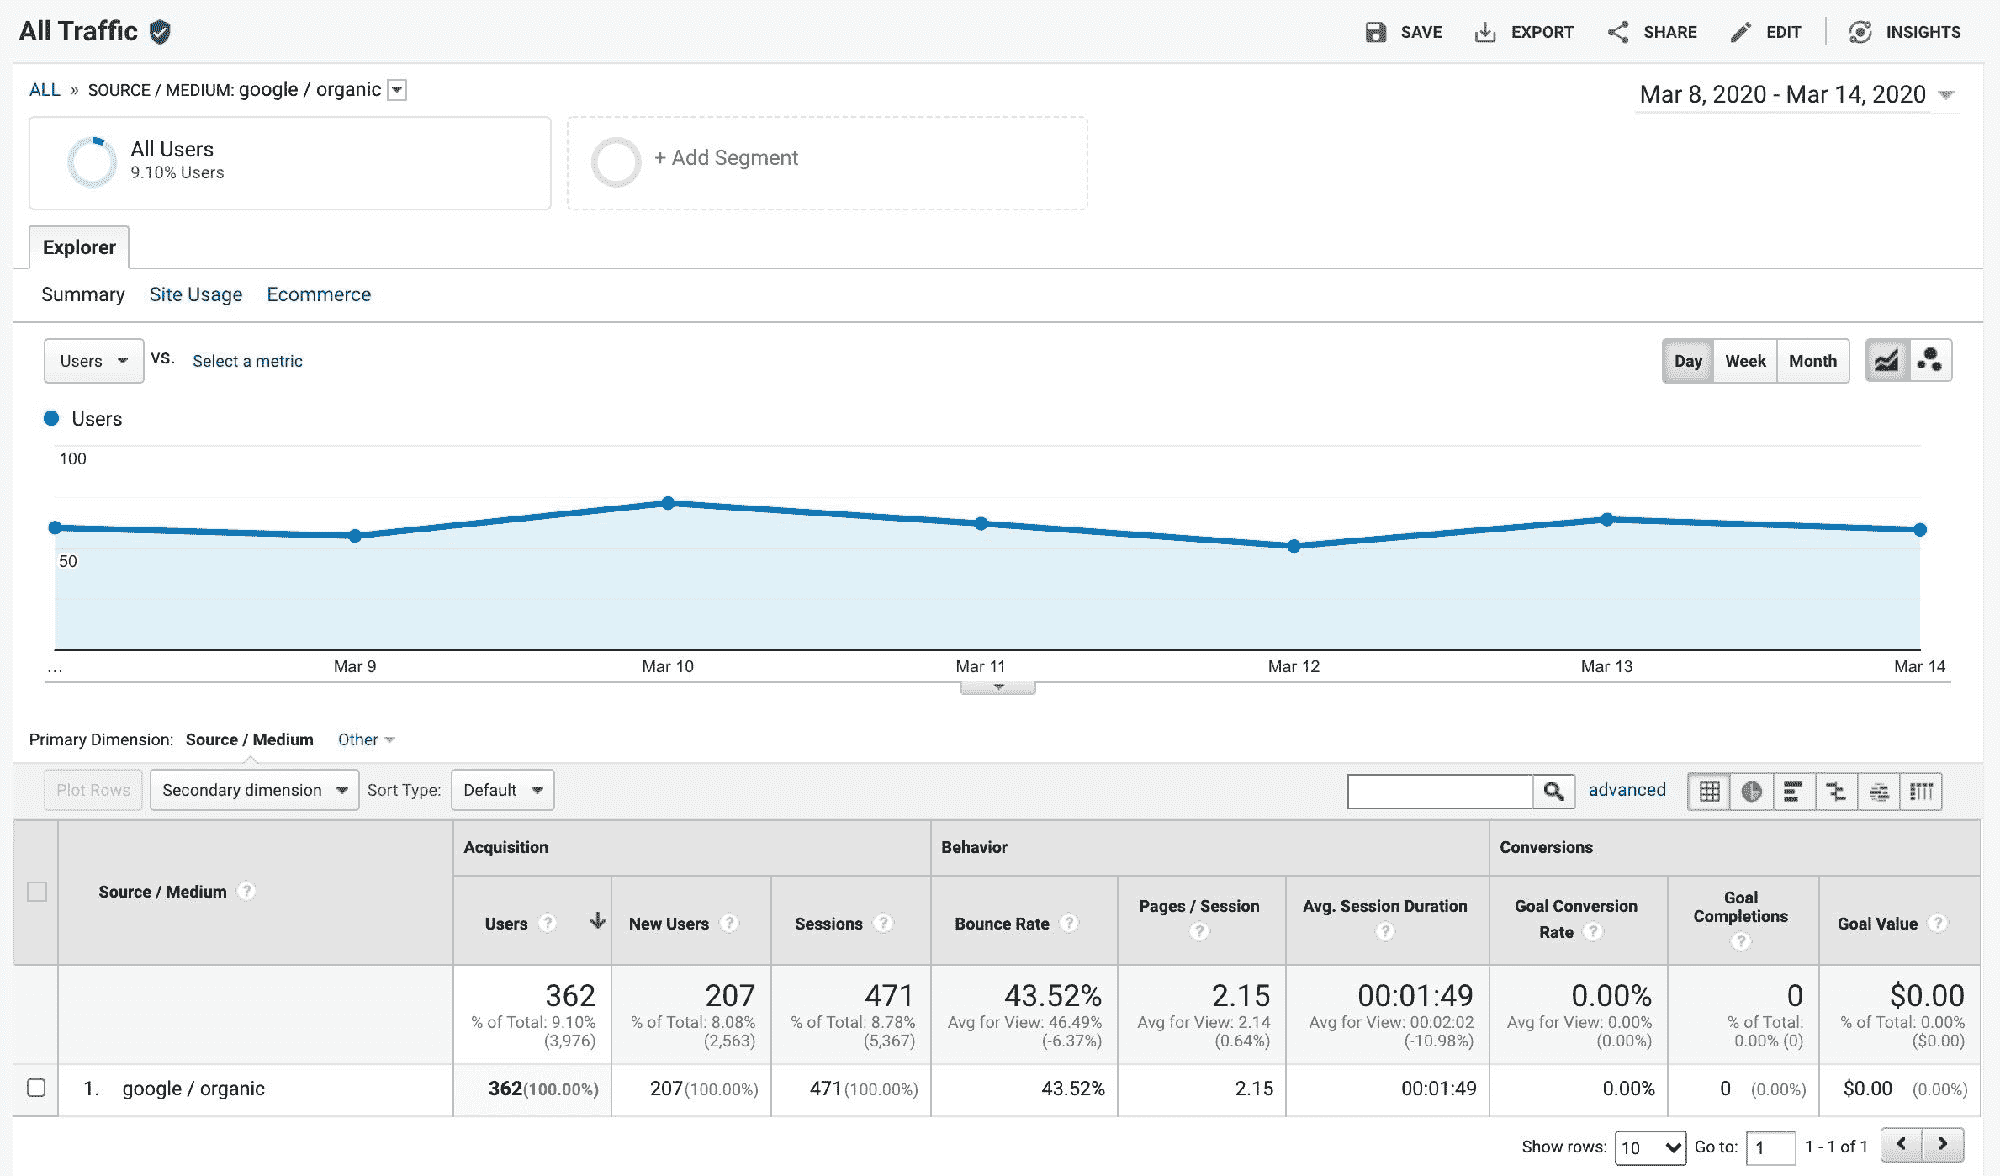 All Traffic
SAVE
EXPORT
SHARE
EDIT
INSIGHTS
ALL » SOURCE / MEDIUM: google / organic
Mar 8, 2020 - Mar 14, 2020
All Users
9.10% Users
+ Add Segment
Explorer
Summary
Site Usage
Ecommerce
Users
VS.
Select a metric
Day
Week
Month
Users
100
50
...
Mar 9
Mar 10
Mar 11
Mar 12
Mar 13
Mar 14
Primary Dimension:
Source / Medium
Other
Plot Rows
Secondary dimension
Sort Type:
Default
advanced
Source / Medium ?
Acquisition
Behavior
Conversions
Users ?
New Users ?
Sessions ?
Bounce Rate ?
Pages / Session
?
Avg. Session Duration
?
Goal Conversion
Rate ?
Goal
Completions
?
Goal Value ?
362
% of Total: 9.10%
(3,976)
207
% of Total: 8.08%
(2,563)
471
% of Total: 8.78%
(5,367)
43.52%
Avg for View: 46.49%
(-6.37%)
2.15
Avg for View: 2.14
(0.64%)
00:01:49
Avg for View: 00:02:02
(-10.98%)
0.00%
Avg for View: 0.00%
(0.00%)
0
% of Total:
0.00% (0)
$0.00
% of Total: 0.00%
($0.00)
1. google / organic
362(100.00%)
207(100.00%)
471(100.00%)
43.52%
2.15
00:01:49
0.00%
0 (0.00%)
$0.00 (0.00%)
Show rows: 10
Go to: 1
1 - 1 of 1